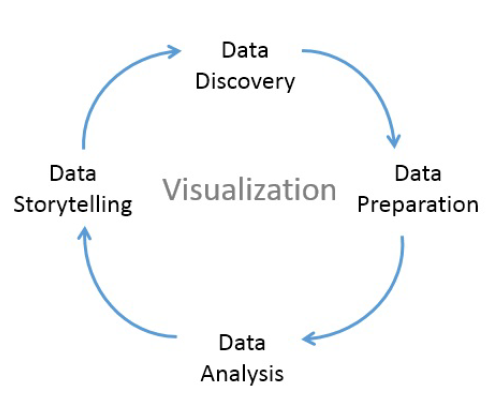 Data
Discovery
Data
Preparation
Data
Analysis
Data
Storytelling
Visualization